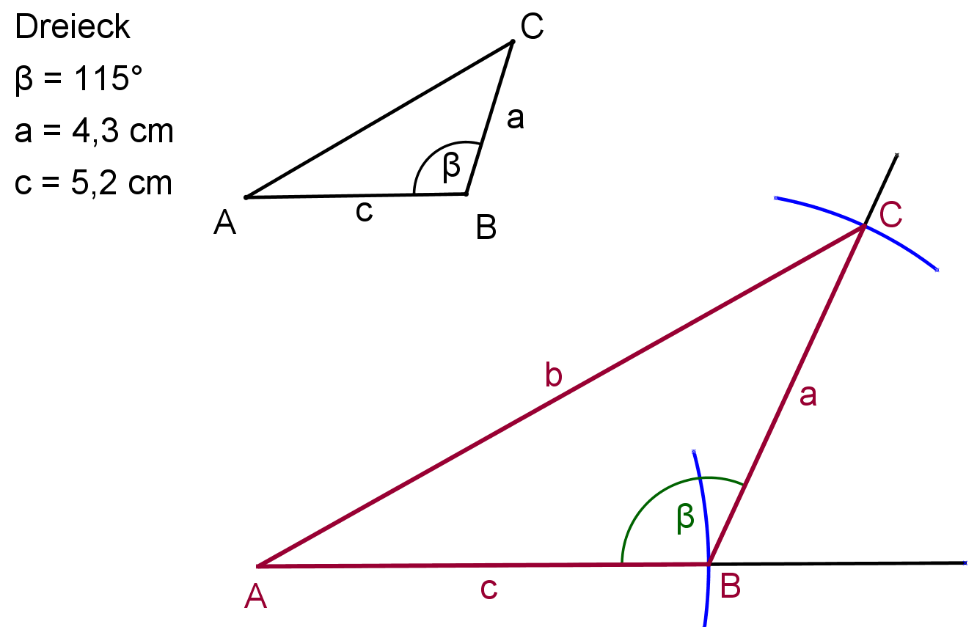 Dreieck
β = 115°
a = 4,3 cm
c = 5,2 cm
C
a
β
A
c
B
C
b
a
β
A
c
B